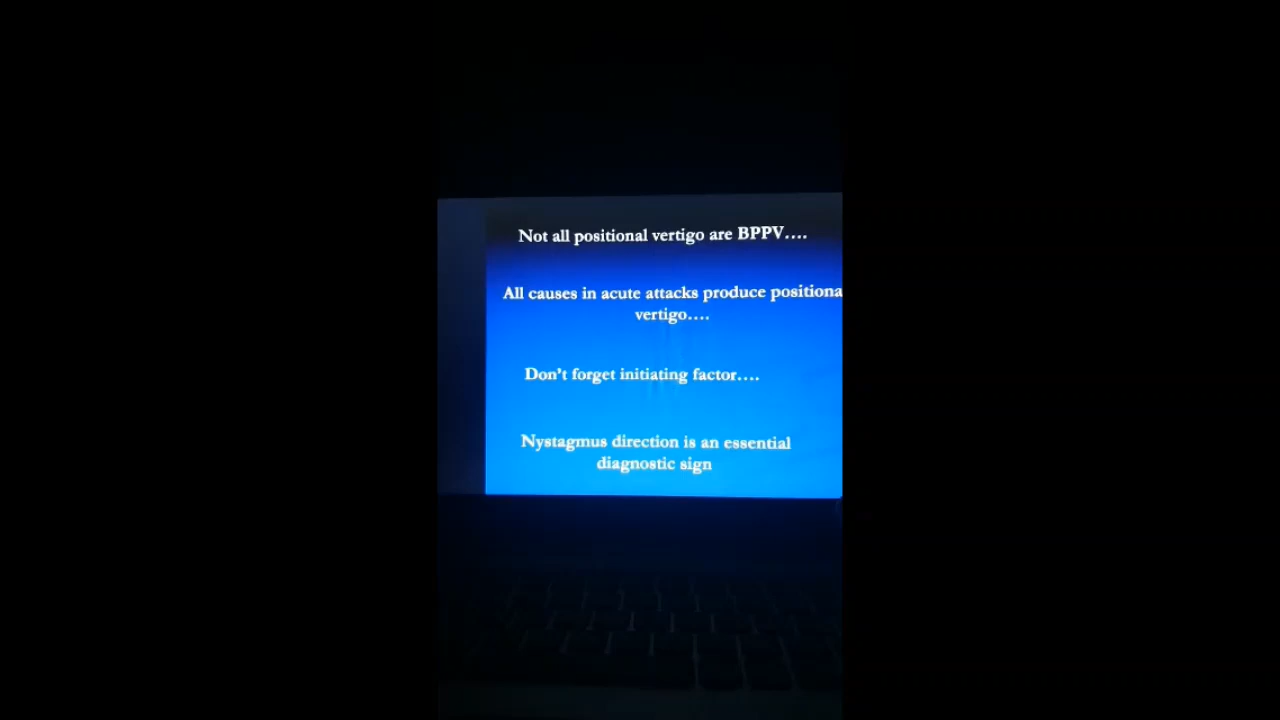 Not all positional vertigo are BPPV....
All causes in acute attacks produce positiona
vertigo....
Don't forget initiating factor....
Nystagmus direction is an essential
diagnostic sign